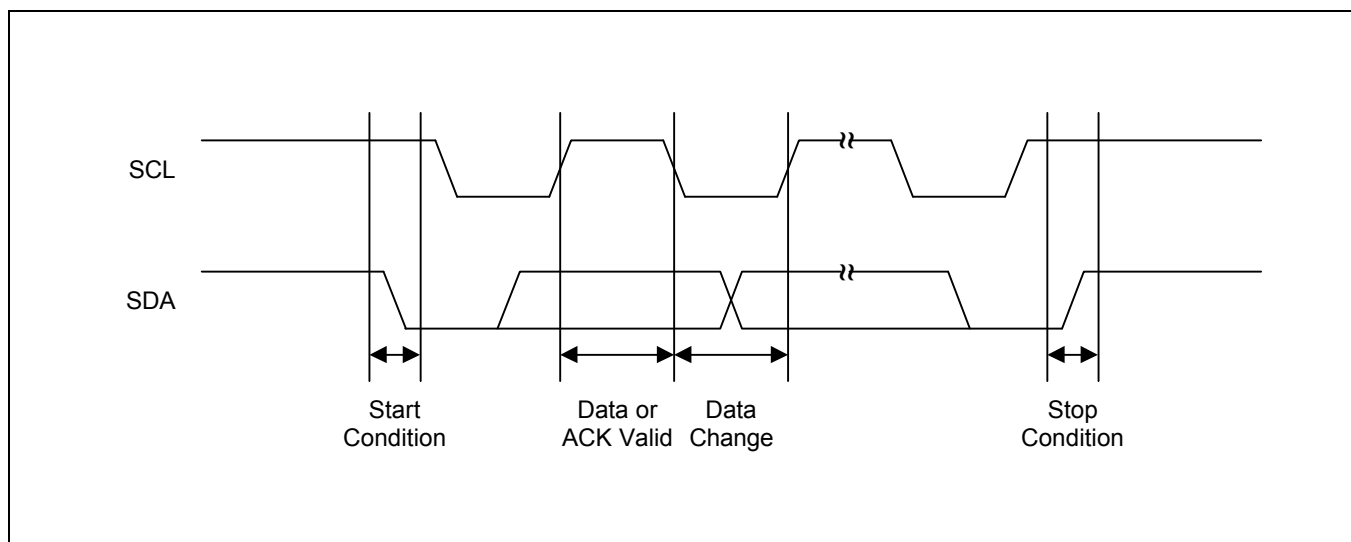 SCL
SDA
Start
Condition
Data or
ACK Valid
Data
Change
Stop
Condition